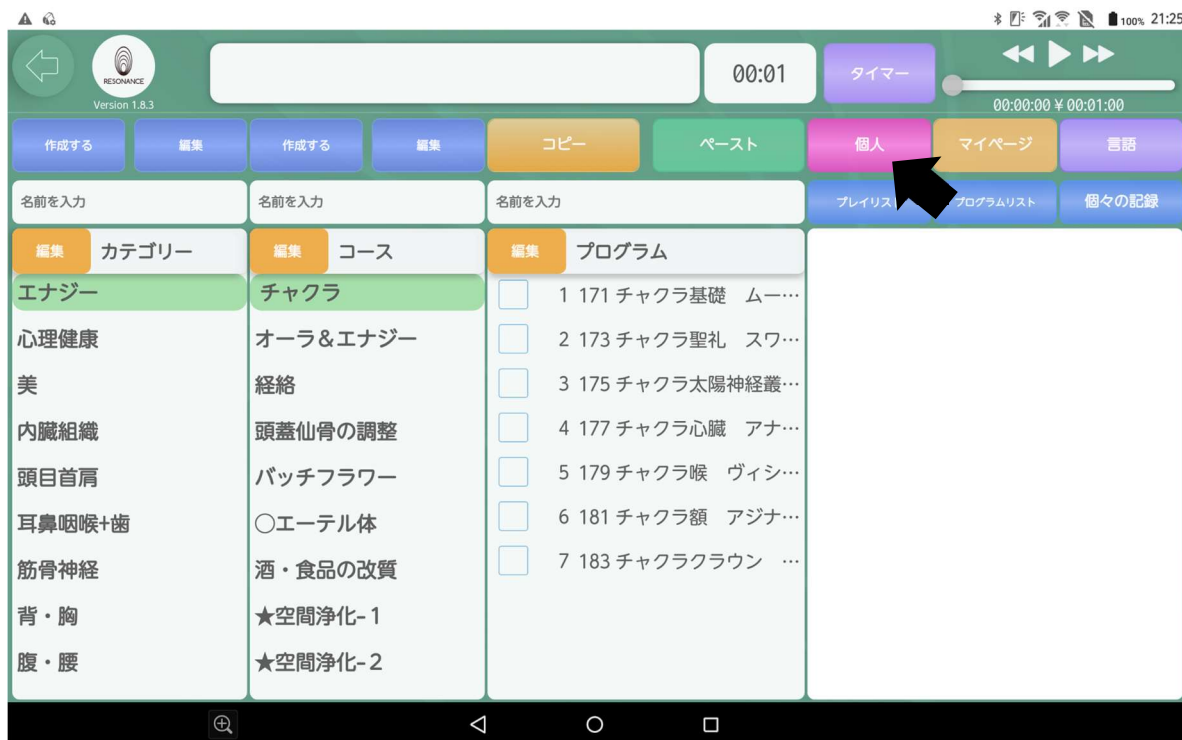 100% 21:25
RESONANCE
Version 1.8.3
00:01
タイマー
00:00:00 ¥ 00:01:00
作成する 編集 作成する 編集 コピー ペースト 個人 マイページ 言語
名前を入力 名前を入力 名前を入力 プレイリスト プログラムリスト 個々の記録
編集 カテゴリー 編集 コース 編集 プログラム
エナジー チャクラ 1 171 チャクラ基礎 ムー…
心理健康 オーラ&エナジー 2 173 チャクラ聖礼 スワ…
美 経絡 3 175 チャクラ太陽神経叢…
内臓組織 頭蓋仙骨の調整 4 177 チャクラ心臓 アナ…
頭目首肩 バッチフラワー 5 179 チャクラ喉 ヴィシ…
耳鼻咽喉+歯 〇エーテル体 6 181 チャクラ額 アジナ…
筋骨神経 酒・食品の改質 7 183 チャクラクラウン …
背・胸 ★空間浄化-1
腹・腰 ★空間浄化-2